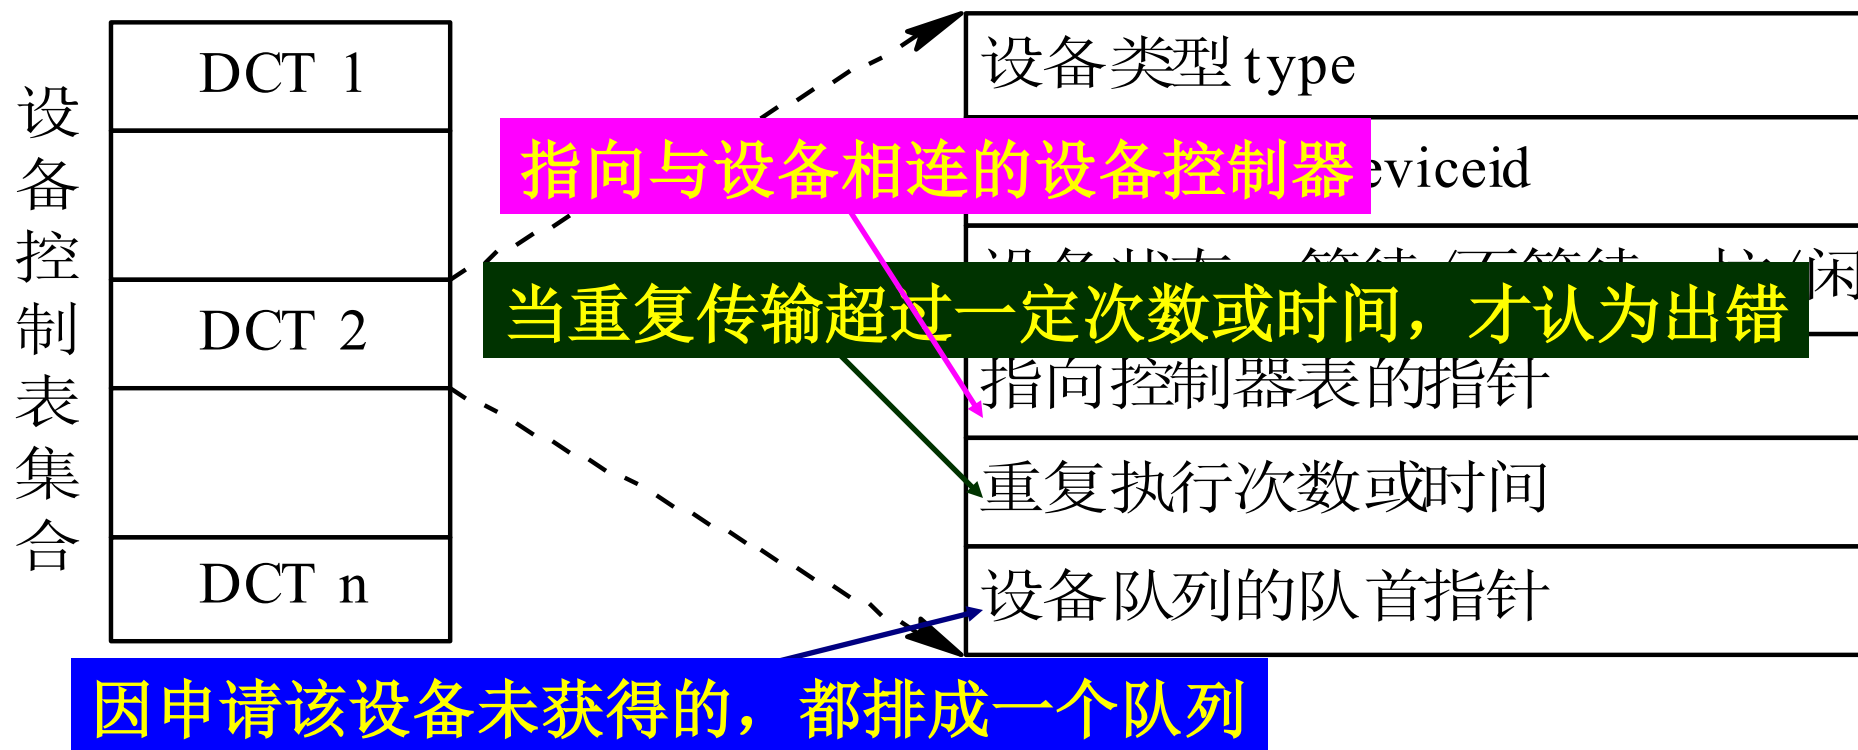 设备控制表集合
DCT 1
DCT 2
DCT n
设备类型 type
指向与设备相连的设备控制器
eviceid
闲
当重复传输超过一定次数或时间，才认为出错
指向控制器表的指针
重复执行次数或时间
设备队列的队首指针
因申请该设备未获得的，都排成一个队列